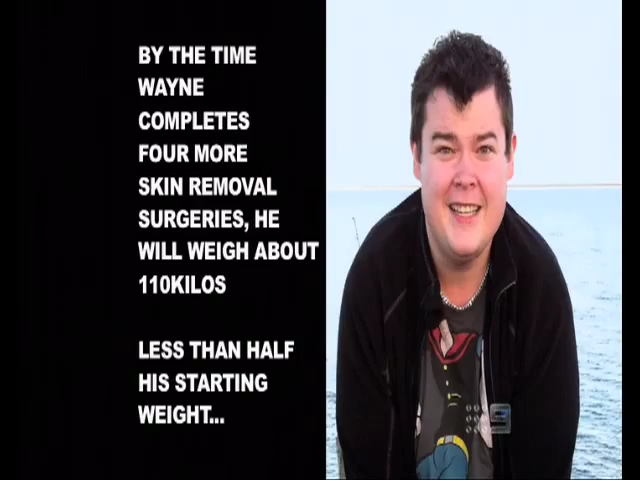 BY THE TIME
WAYNE
COMPLETES
FOUR MORE
SKIN REMOVAL
SURGERIES, HE
WILL WEIGH ABOUT
110KILOS
LESS THAN HALF
HIS STARTING
WEIGHT...
9